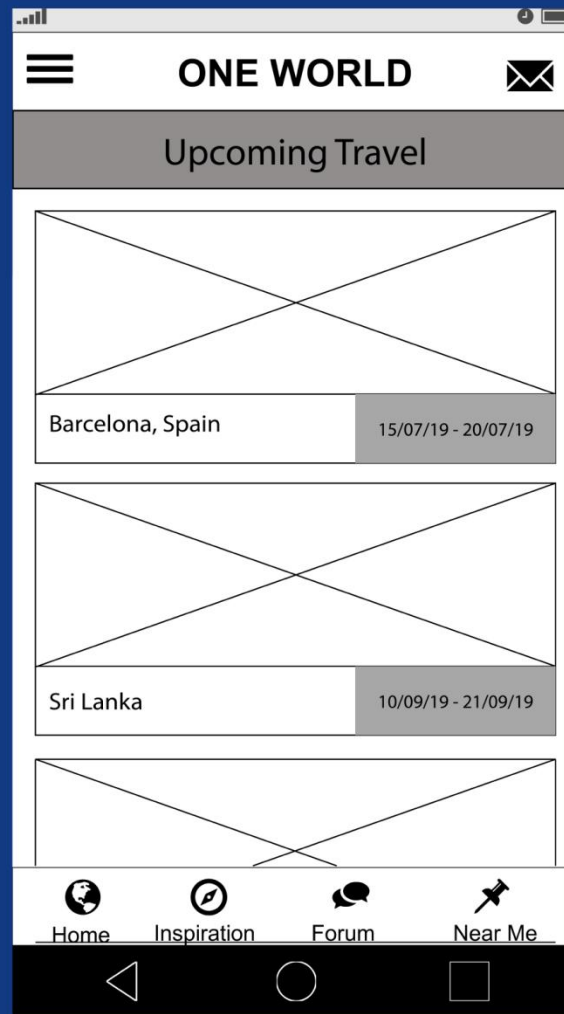 ONE WORLD
Upcoming Travel
Barcelona, Spain
15/07/19 - 20/07/19
Sri Lanka
10/09/19 - 21/09/19
Home Inspiration Forum Near Me